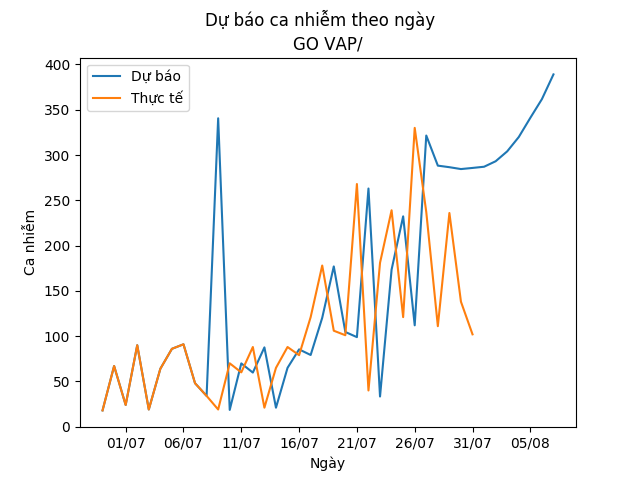 Dự báo ca nhiễm theo ngày
GO VAP/
Dự báo
Thực tế
Ca nhiễm
400
350
300
250
200
150
100
50
0
01/07 06/07 11/07 16/07 21/07 26/07 31/07 05/08
Ngày